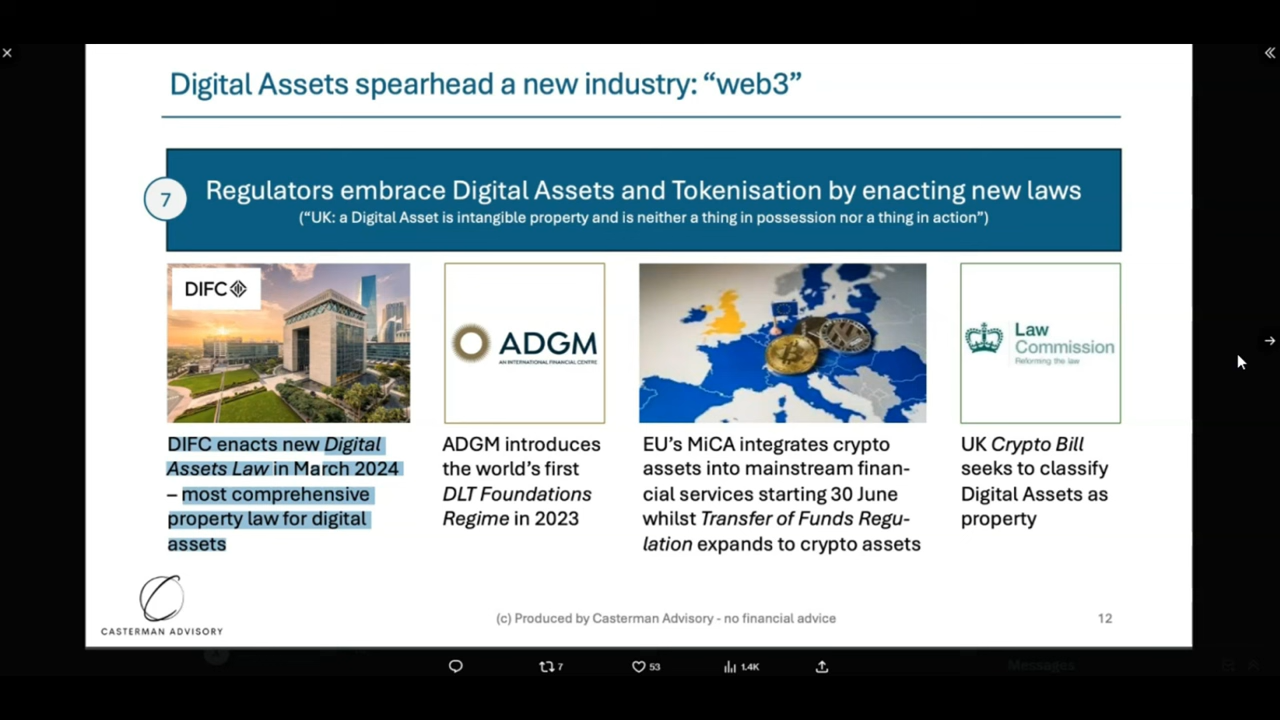 Digital Assets spearhead a new industry: “web3”
7
Regulators embrace Digital Assets and Tokenisation by enacting new laws
(“UK: a Digital Asset is intangible property and is neither a thing in possession nor a thing in action”)
DIFC
DIFC enacts new Digital
Assets Law in March 2024
– most comprehensive
property law for digital
assets
ADGM
AN INTERNATIONAL FINANCIAL CENTRE
ADGM introduces
the world’s first
DLT Foundations
Regime in 2023
EU’s MiCA integrates crypto
assets into mainstream finan-
cial services starting 30 June
whilst Transfer of Funds Regu-
lation expands to crypto assets
Law
Commission
Reforming the law
UK Crypto Bill
seeks to classify
Digital Assets as
property
CASTERMAN ADVISORY
(c) Produced by Casterman Advisory - no financial advice
12
7
53
1.4K
Messages